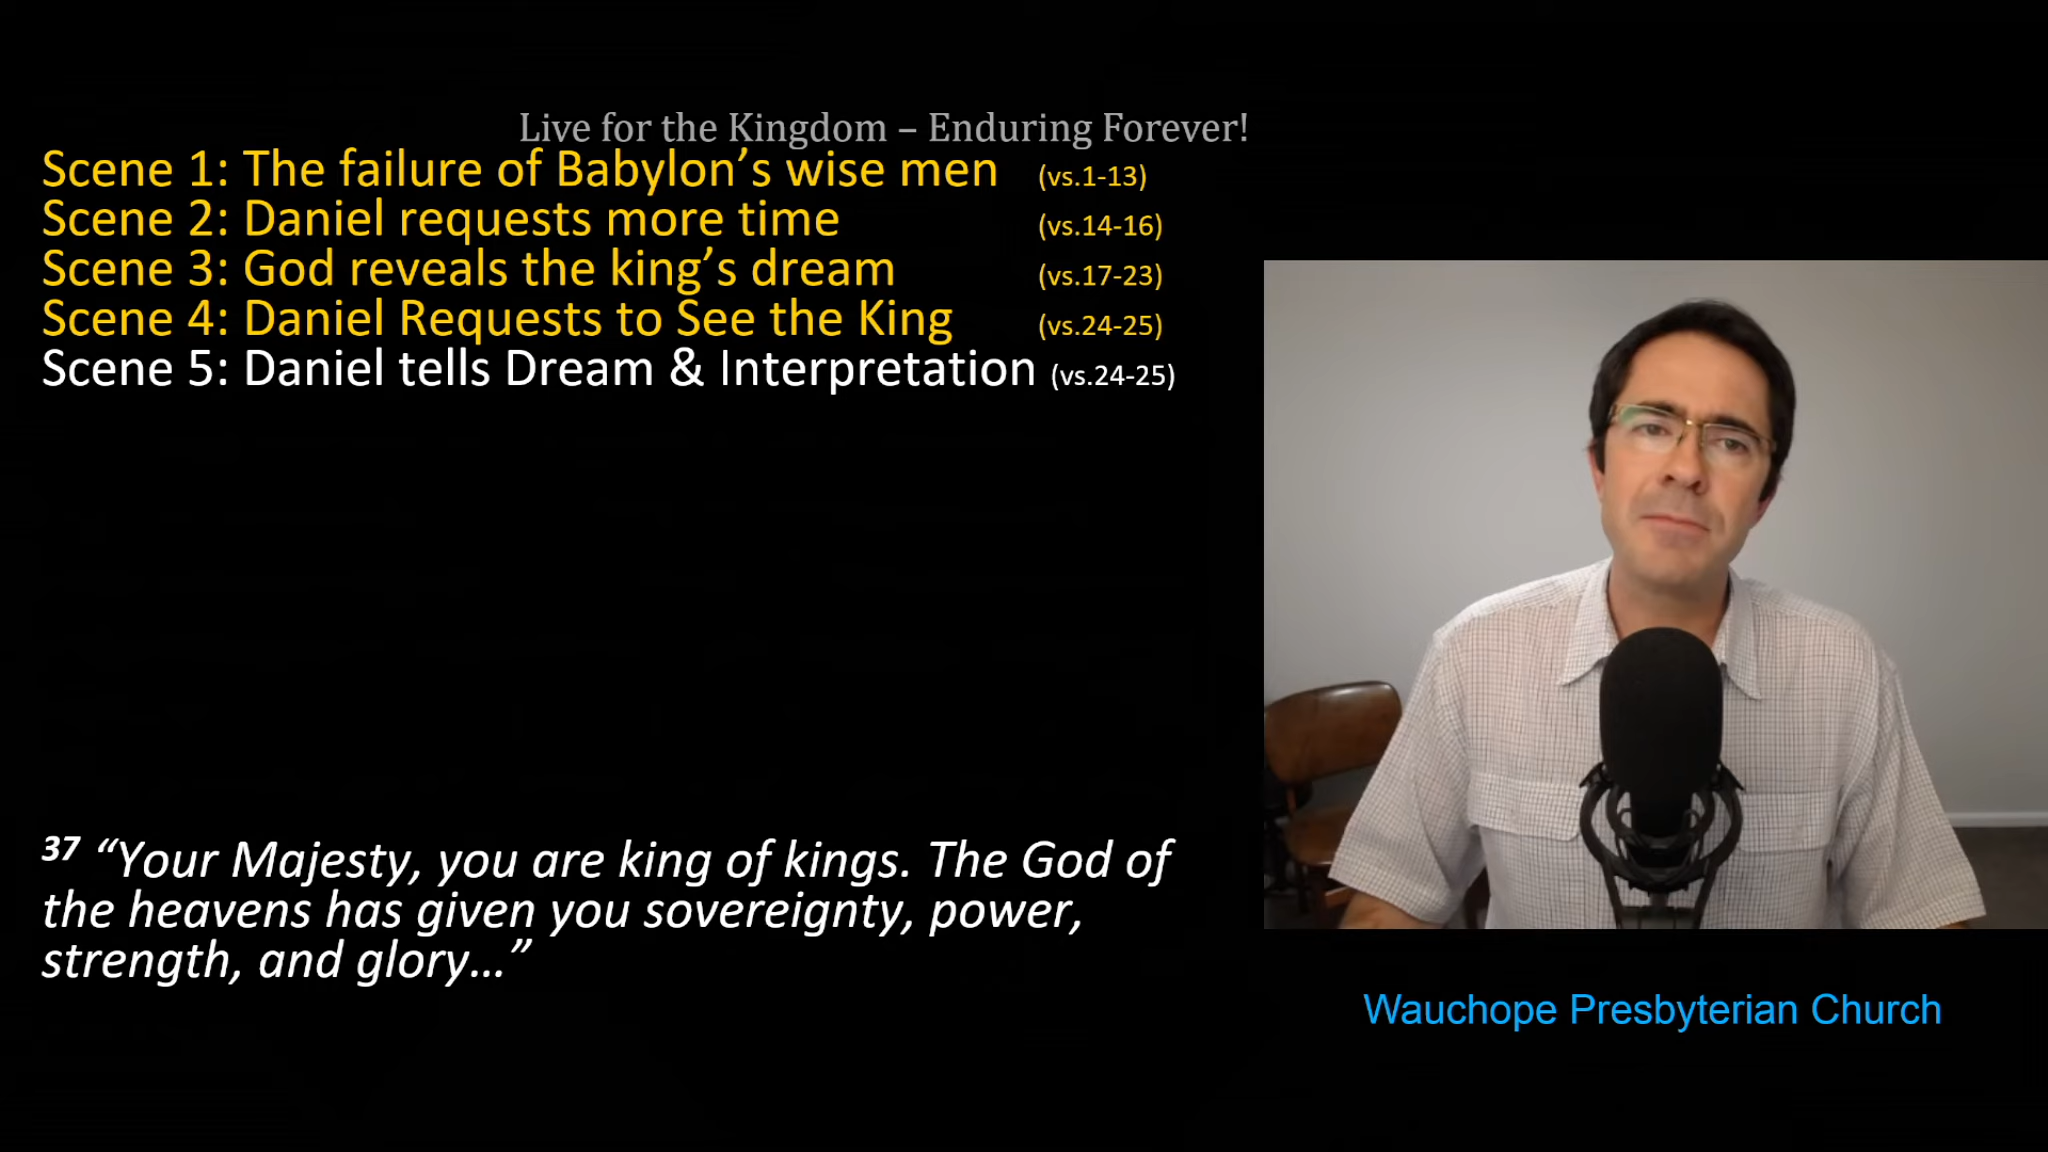 Live for the Kingdom – Enduring Forever!
Scene 1: The failure of Babylon’s wise men (vs.1-13)
Scene 2: Daniel requests more time (vs.14-16)
Scene 3: God reveals the king’s dream (vs.17-23)
Scene 4: Daniel Requests to See the King (vs.24-25)
Scene 5: Daniel tells Dream & Interpretation (vs.24-25)
37 “Your Majesty, you are king of kings. The God of
the heavens has given you sovereignty, power,
strength, and glory…”
Wauchope Presbyterian Church